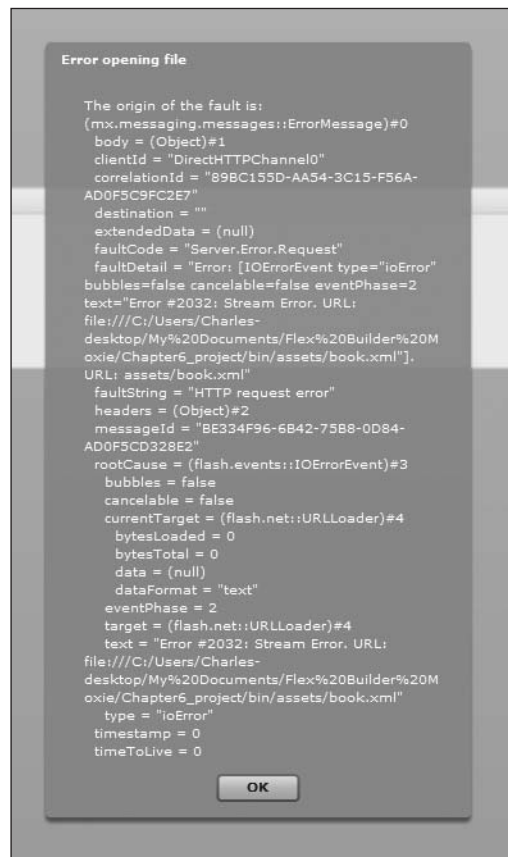 Error opening file
The origin of the fault is:
(mx.messaging.messages::ErrorMessage)#0
body = (Object)#1
clientId = "DirectHTTPChannel0"
correlationId = "89BC155D-AA54-3C15-F56A-
AD0F5C9FC2E7"
destination = ""
extendedData = (null)
faultCode = "Server.Error.Request"
faultDetail = "Error: [IOErrorEvent type="ioError"
bubbles=false cancelable=false eventPhase=2
text="Error #2032: Stream Error. URL:
file:///C:/Users/Charles-
desktop/My%20Documents/Flex%20Builder%20M
oxie/Chapter6_project/bin/assets/book.xml"].
URL: assets/book.xml"
faultString = "HTTP request error"
headers = (Object)#2
messageId = "BE334F96-6B42-75B8-0D84-
AD0F5CD328E2"
rootCause = (flash.events::IOErrorEvent)#3
bubbles = false
cancelable = false
currentTarget = (flash.net::URLLoader)#4
bytesLoaded = 0
bytesTotal = 0
data = (null)
dataFormat = "text"
eventPhase = 2
target = (flash.net::URLLoader)#4
text = "Error #2032: Stream Error. URL:
file:///C:/Users/Charles-
desktop/My%20Documents/Flex%20Builder%20M
oxie/Chapter6_project/bin/assets/book.xml"
type = "ioError"
timestamp = 0
timeToLive = 0
OK